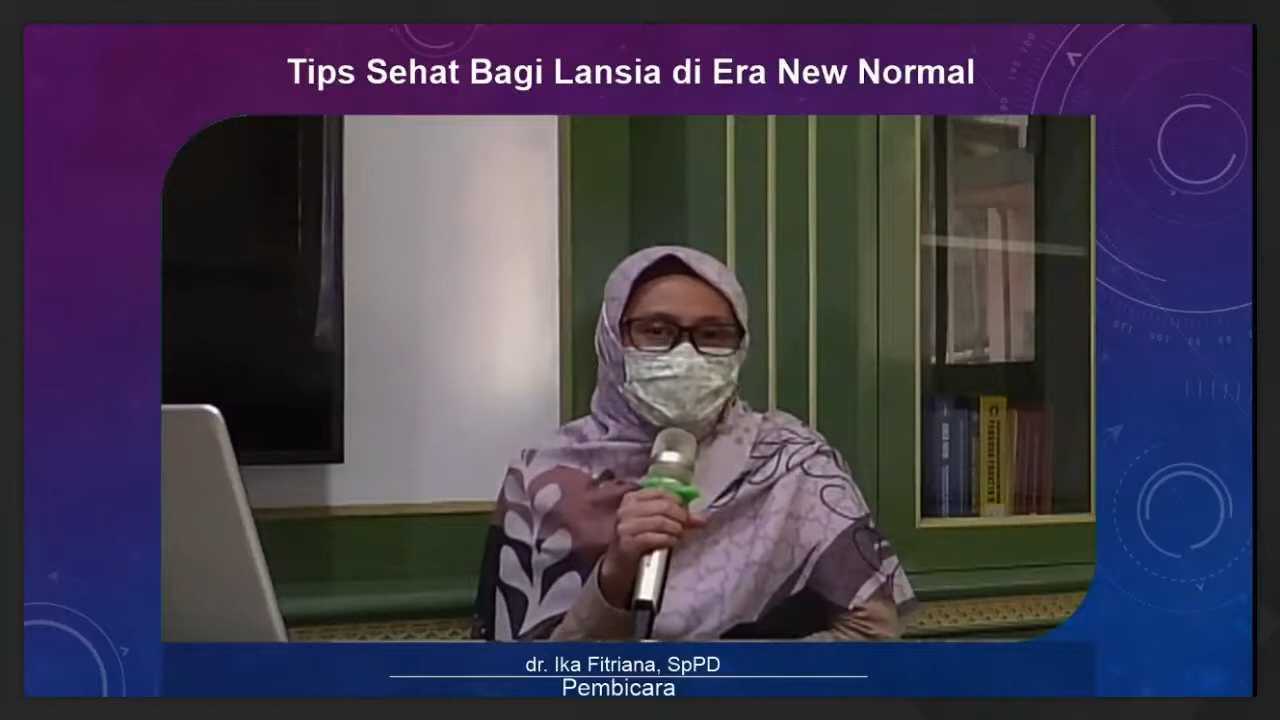 Tips Sehat Bagi Lansia di Era New Normal
dr. Ika Fitriana, SpPD
Pembicara